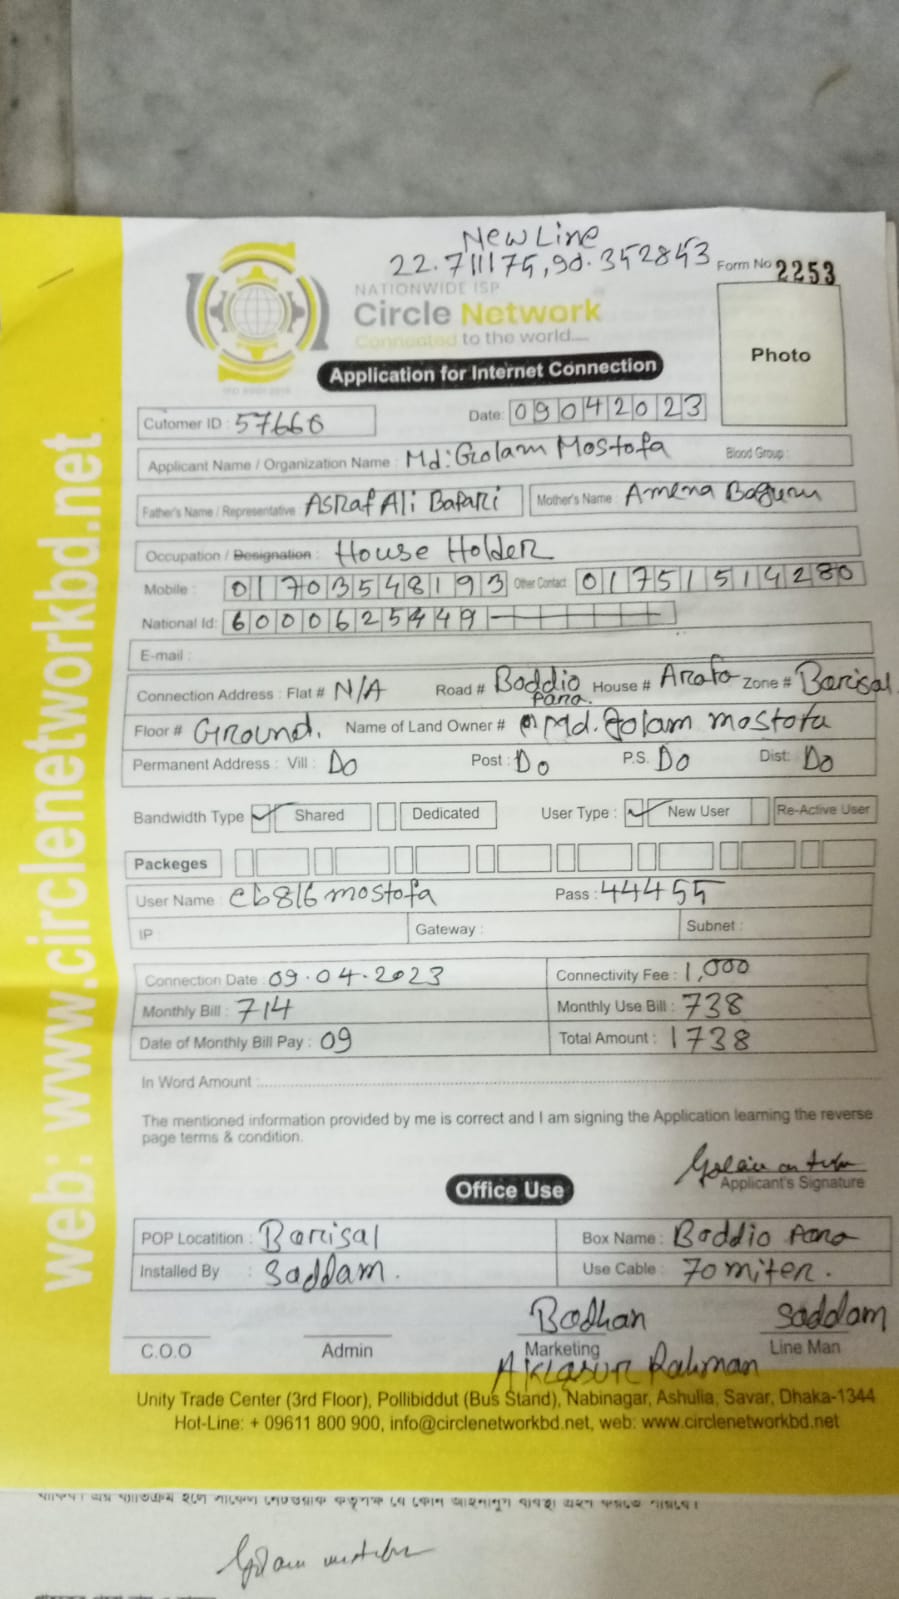 New Line
22.711175,90.352853
Form No 2253
NATIONWIDE ISP
Circle Network
Connected to the world....
Photo
Application for Internet Connection
Cutomer ID : 57668 Date: 09042023
Applicant Name / Organization Name : Md: Golam Mostofa Blood Group :
Father's Name / Representative ASRaf Ali Bapari Mother's Name : Amena Begum
Occupation / Designation : House Holder
Mobile : 01703548193 Other Contact: 01751514280
National Id: 6000625449
E-mail :
Connection Address : Flat # N/A Road # Boddio Para. House # Arafo Zone # Barisal
Floor # Ground. Name of Land Owner # Md. golam mostofa
Permanent Address : Vill : Do Post : Do P.S. Do Dist: Do
Bandwidth Type ✓ Shared Dedicated User Type : ✓ New User Re-Active User
Packeges
User Name : cb816mostofa Pass : 44455
IP Gateway : Subnet :
Connection Date : 09.04.2023 Connectivity Fee : 1,000
Monthly Bill : 714 Monthly Use Bill : 738
Date of Monthly Bill Pay : 09 Total Amount : 1738
In Word Amount :
The mentioned information provided by me is correct and I am signing the Application learning the reverse
page terms & condition.
Applicant's Signature
Office Use
POP Locatition : Barisal Box Name : Boddio Para
Installed By : Saddam. Use Cable : 70 miter.
Bodhan Saddam
C.O.O Admin Marketing Line Man
Rahman
Unity Trade Center (3rd Floor), Pollibiddut (Bus Stand), Nabinagar, Ashulia, Savar, Dhaka-1344
Hot-Line: + 09611 800 900, info@circlenetworkbd.net, web: www.circlenetworkbd.net
web: www.circlenetworkbd.net